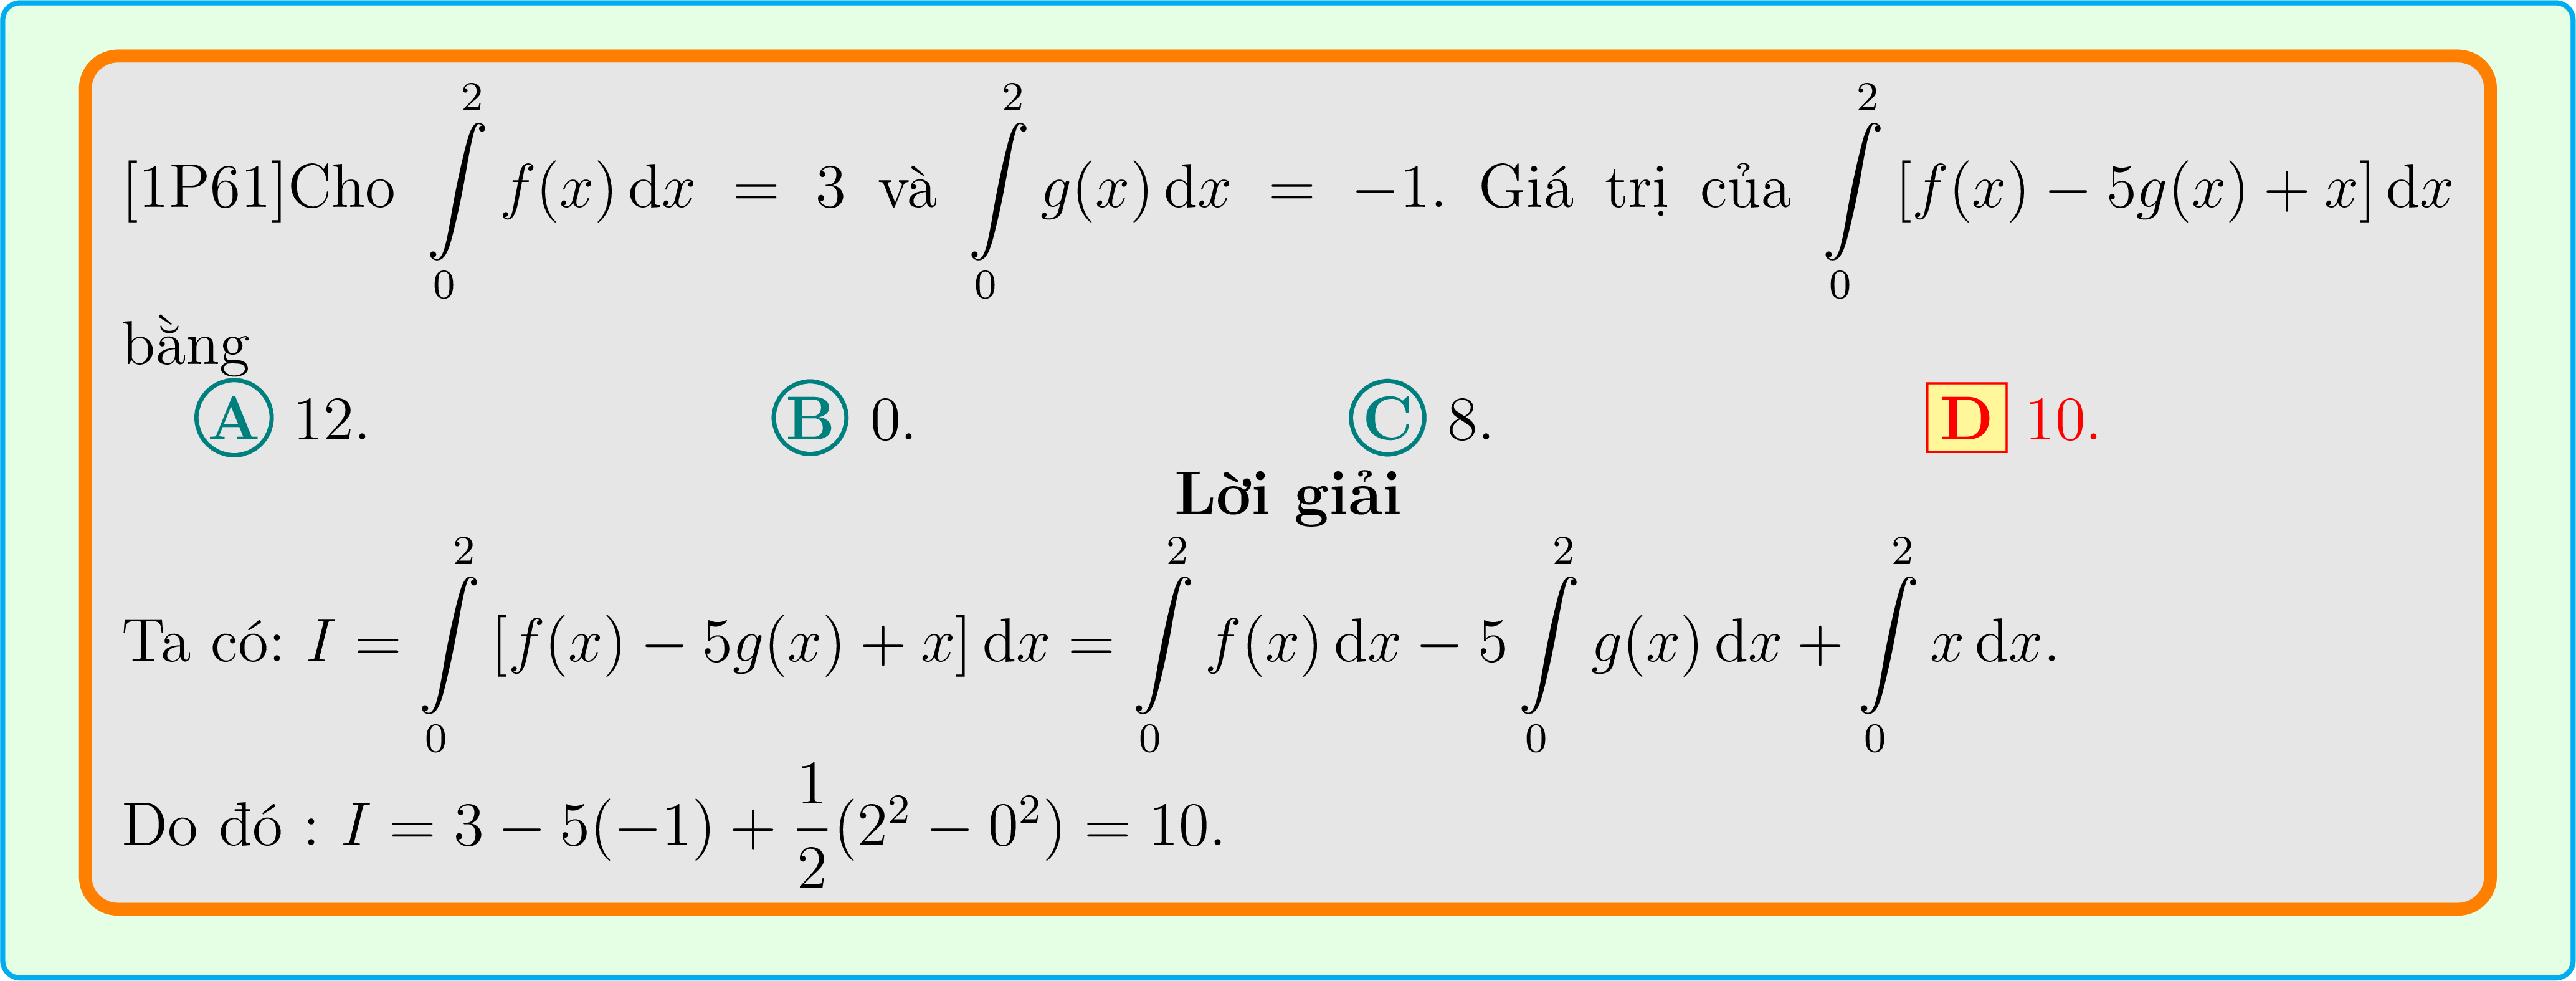 [1P61]Cho $\int\limits_0^2 f(x)\,\mathrm{d}x = 3$ và $\int\limits_0^2 g(x)\,\mathrm{d}x = -1$. Giá trị của $\int\limits_0^2 [f(x) - 5g(x) + x]\,\mathrm{d}x$
bằng
A 12. B 0. C 8. D 10.
Lời giải
Ta có: $I = \int\limits_0^2 [f(x) - 5g(x) + x]\,\mathrm{d}x = \int\limits_0^2 f(x)\,\mathrm{d}x - 5\int\limits_0^2 g(x)\,\mathrm{d}x + \int\limits_0^2 x\,\mathrm{d}x$.
Do đó : $I = 3 - 5(-1) + \dfrac{1}{2}(2^2 - 0^2) = 10$.